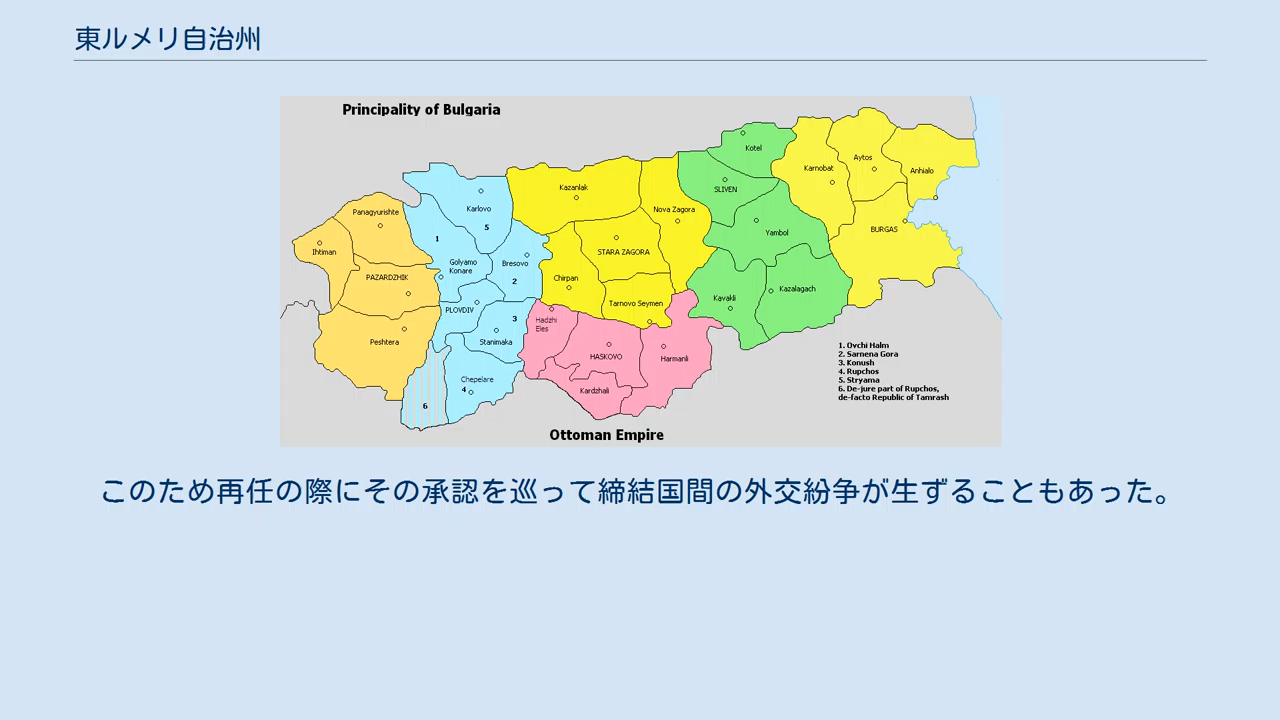 東ルメリ自治州
Principality of Bulgaria
Kotel
Aytos
Karnobat
Anhialo
Kazanlak
SLIVEN
Karlovo
Nova Zagora
Panagyurishte
5
BURGAS
Yambol
1
Ihtiman
STARA ZAGORA
Golyamo
Konare
Bresovo
PAZARDZHIK
Chirpan
2
Kazalagach
Kavakli
Tarnovo Seymen
PLOVDIV
3
Hadzhi
Eles
Peshtera
Stanimaka
HASKOVO
Harmanli
Chepelare
4
Kardzhali
6
1. Ovchi Halm
2. Sarnena Gora
3. Konush
4. Rupchos
5. Stryama
6. De-jure part of Rupchos,
de-facto Republic of Tamrash
Ottoman Empire
このため再任の際にその承認を巡って締結国間の外交紛争が生ずることもあった。